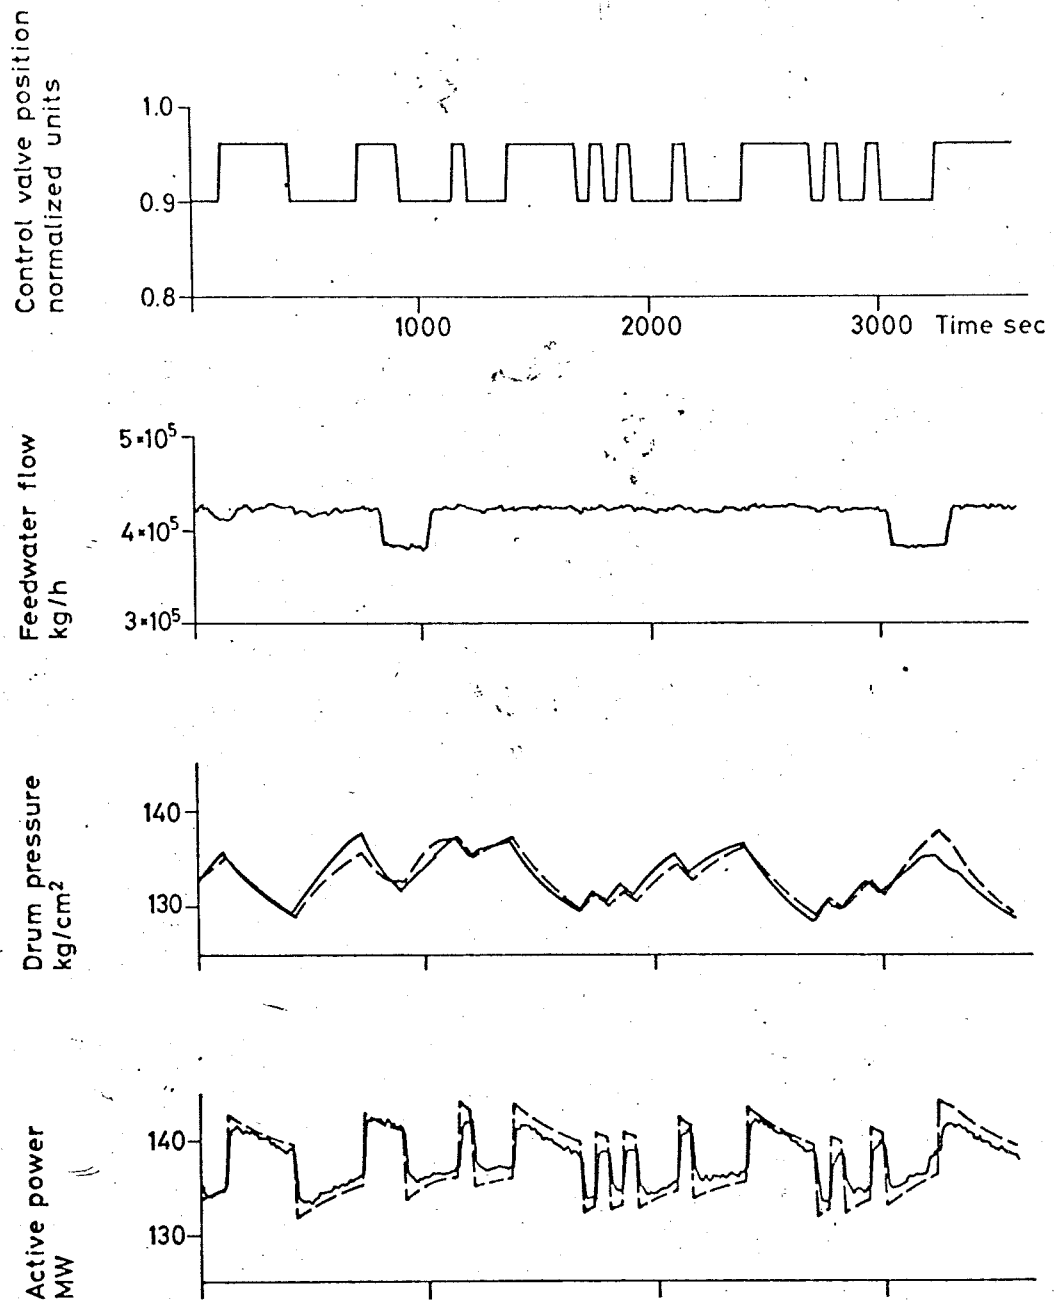 Control valve position
normalized units
1.0
0.9
0.8
1000
2000
3000
Time sec
Feedwater flow
kg/h
5*10⁵
4*10⁵
3*10⁵
Drum pressure
kg/cm²
140
130
Active power
MW
140
130